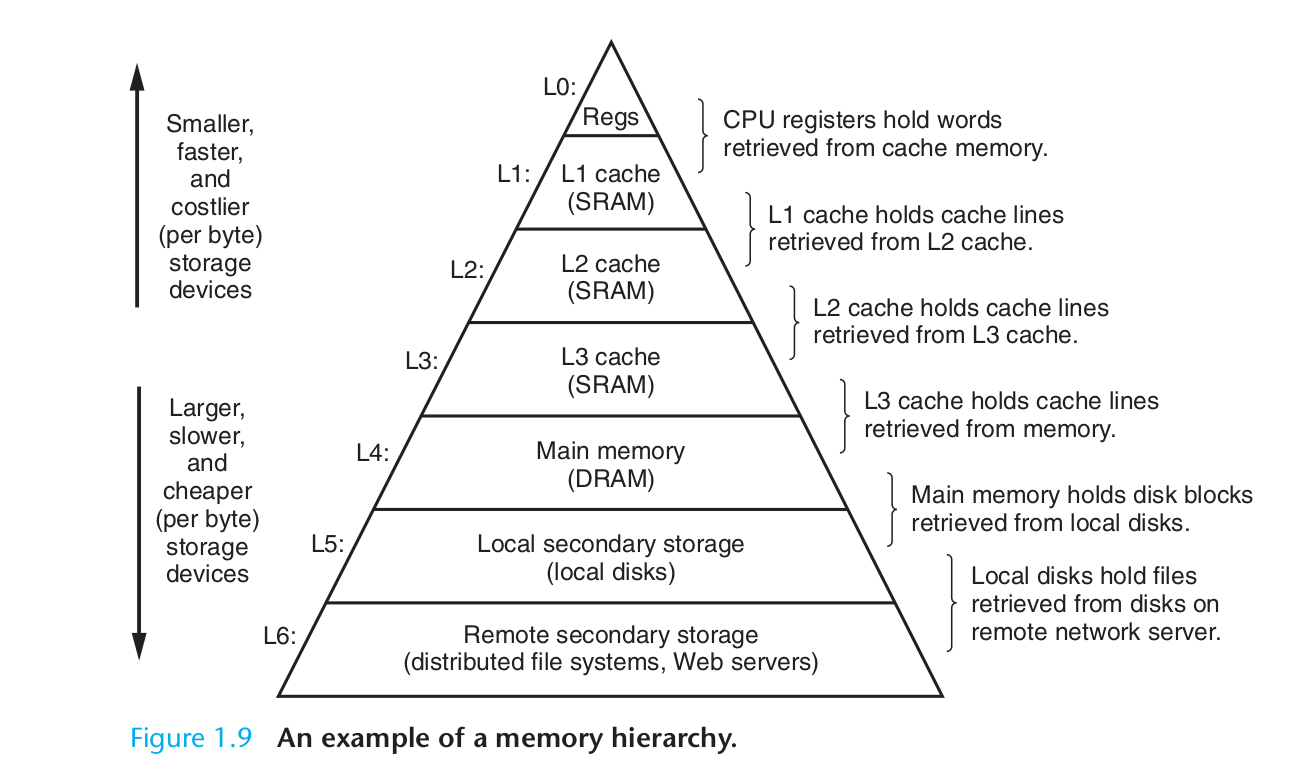 Smaller,
faster,
and
costlier
(per byte)
storage
devices
Larger,
slower,
and
cheaper
(per byte)
storage
devices
L0:
Regs
CPU registers hold words
retrieved from cache memory.
L1:
L1 cache
(SRAM)
L1 cache holds cache lines
retrieved from L2 cache.
L2:
L2 cache
(SRAM)
L2 cache holds cache lines
retrieved from L3 cache.
L3:
L3 cache
(SRAM)
L3 cache holds cache lines
retrieved from memory.
L4:
Main memory
(DRAM)
Main memory holds disk blocks
retrieved from local disks.
L5:
Local secondary storage
(local disks)
Local disks hold files
retrieved from disks on
remote network server.
L6:
Remote secondary storage
(distributed file systems, Web servers)
Figure 1.9 An example of a memory hierarchy.